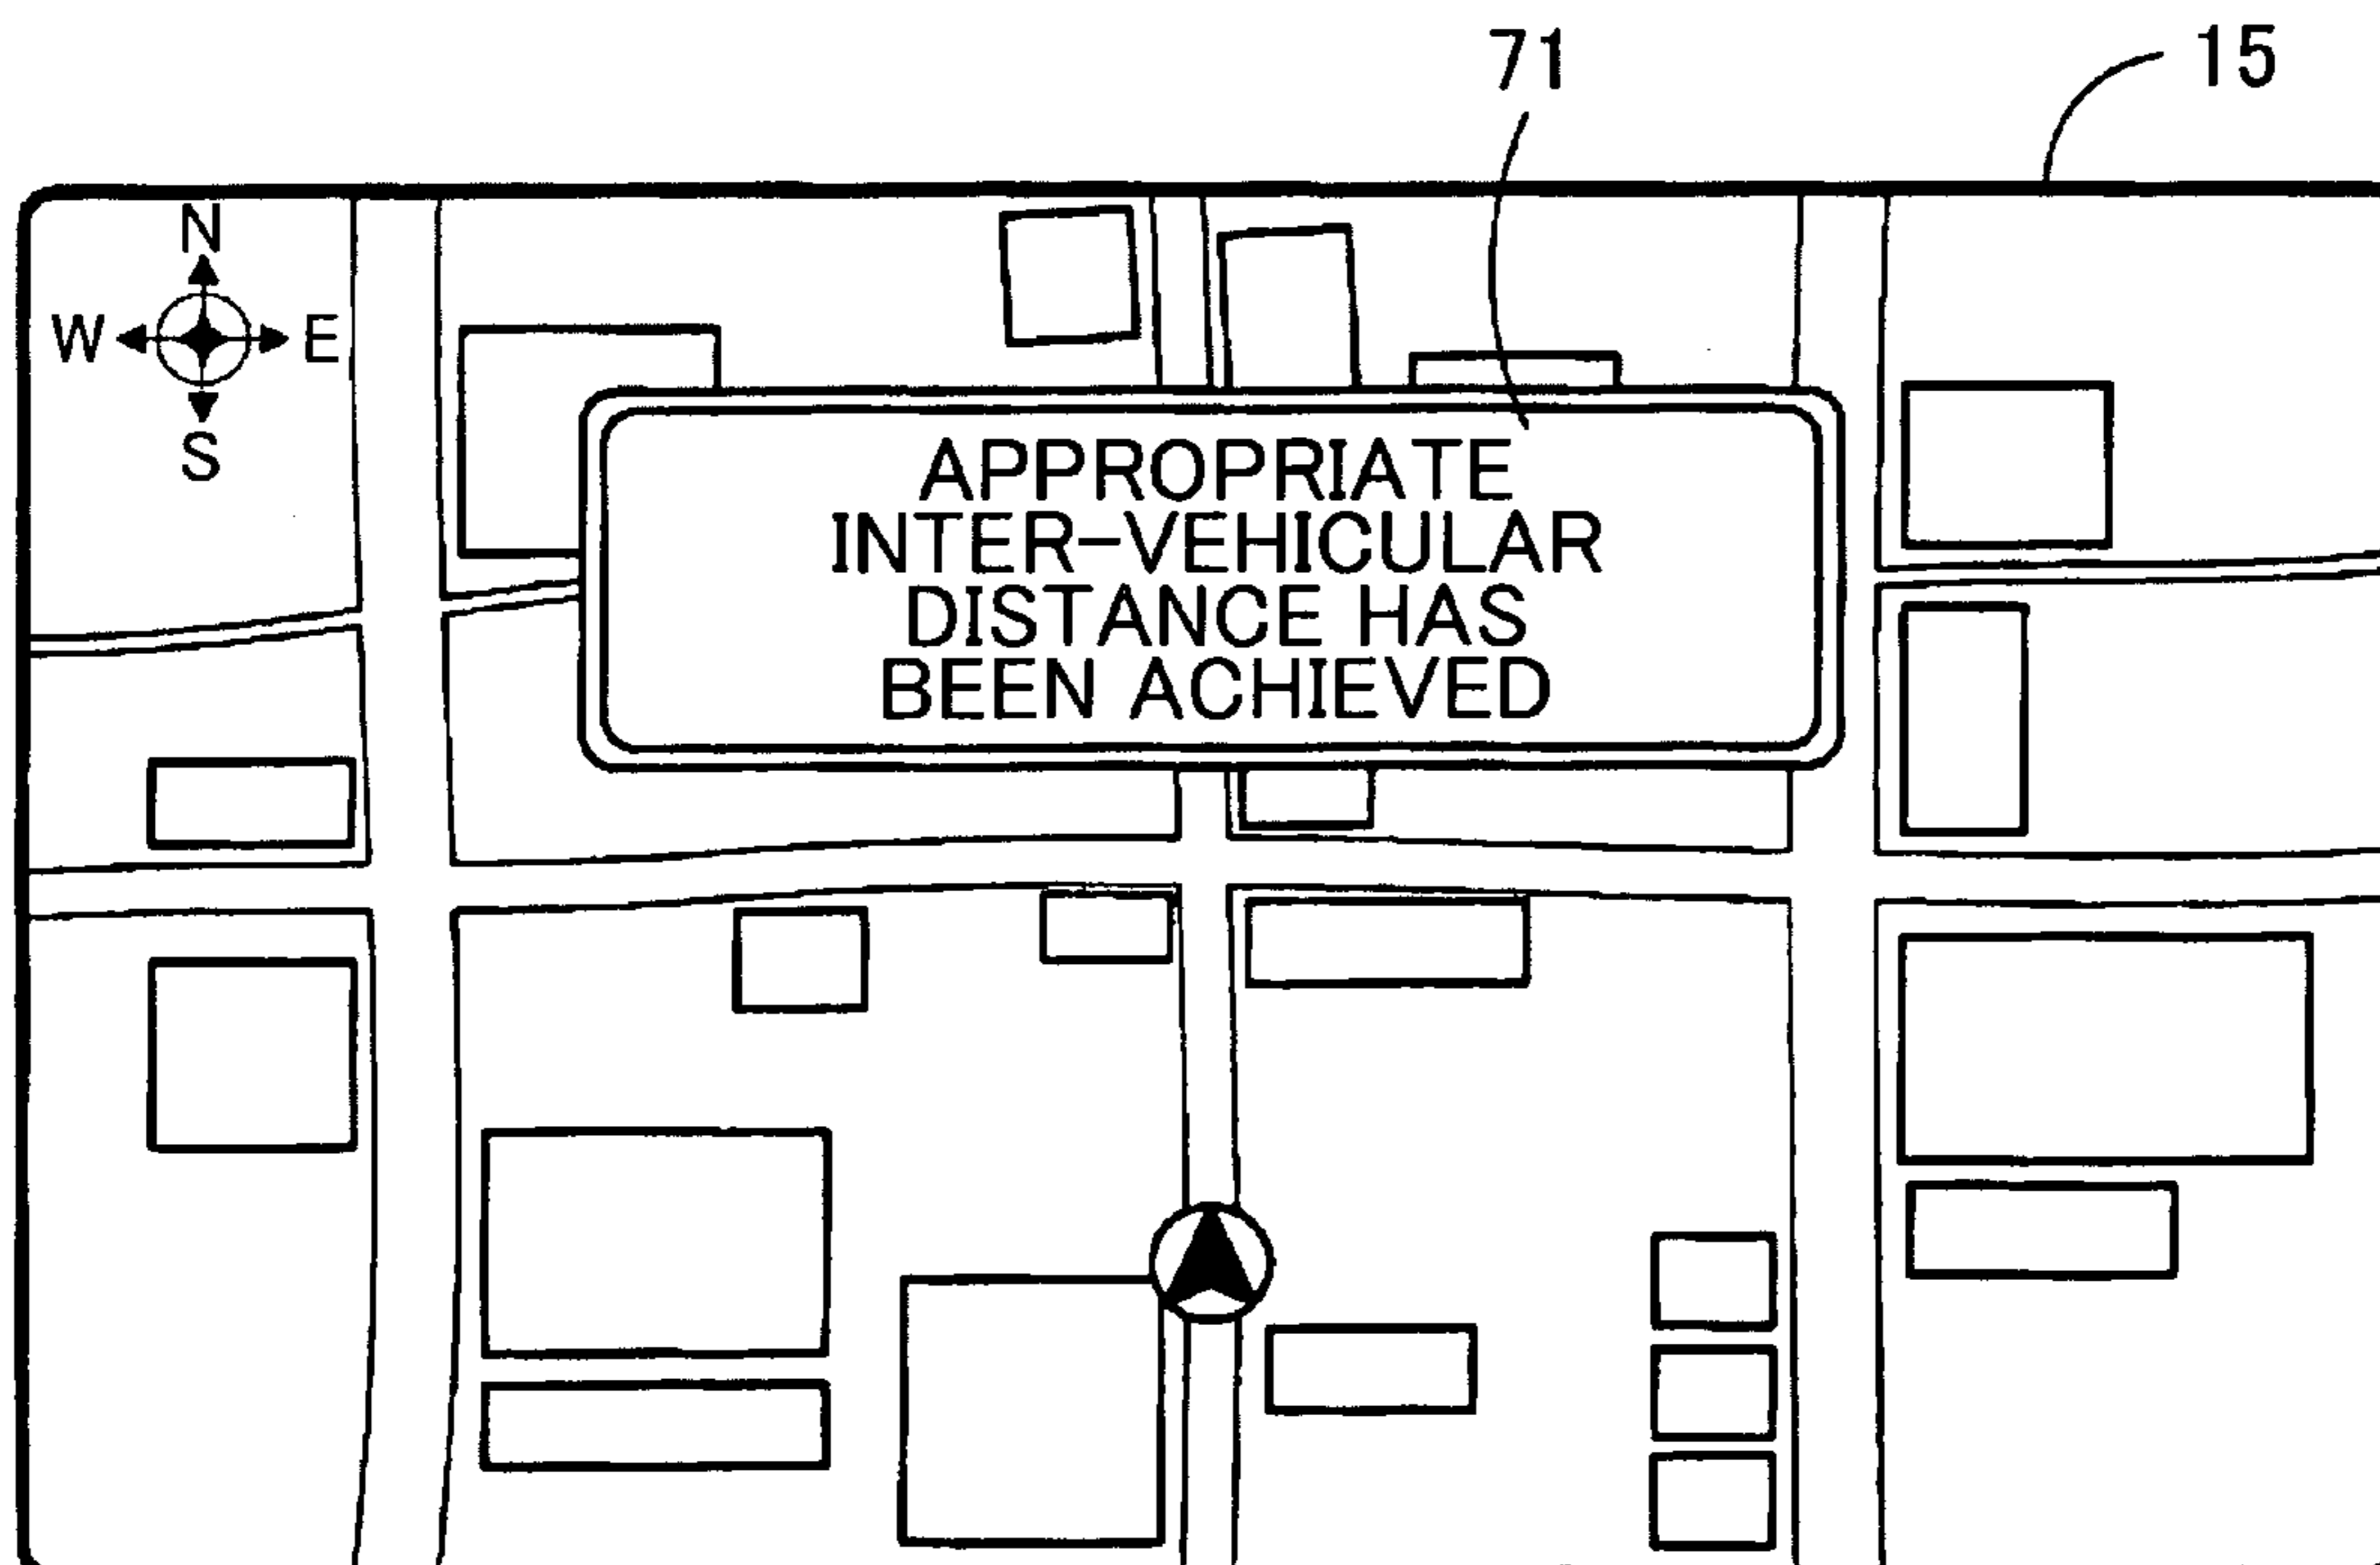 71
15
N
W E
S
APPROPRIATE
INTER-VEHICULAR
DISTANCE HAS
BEEN ACHIEVED